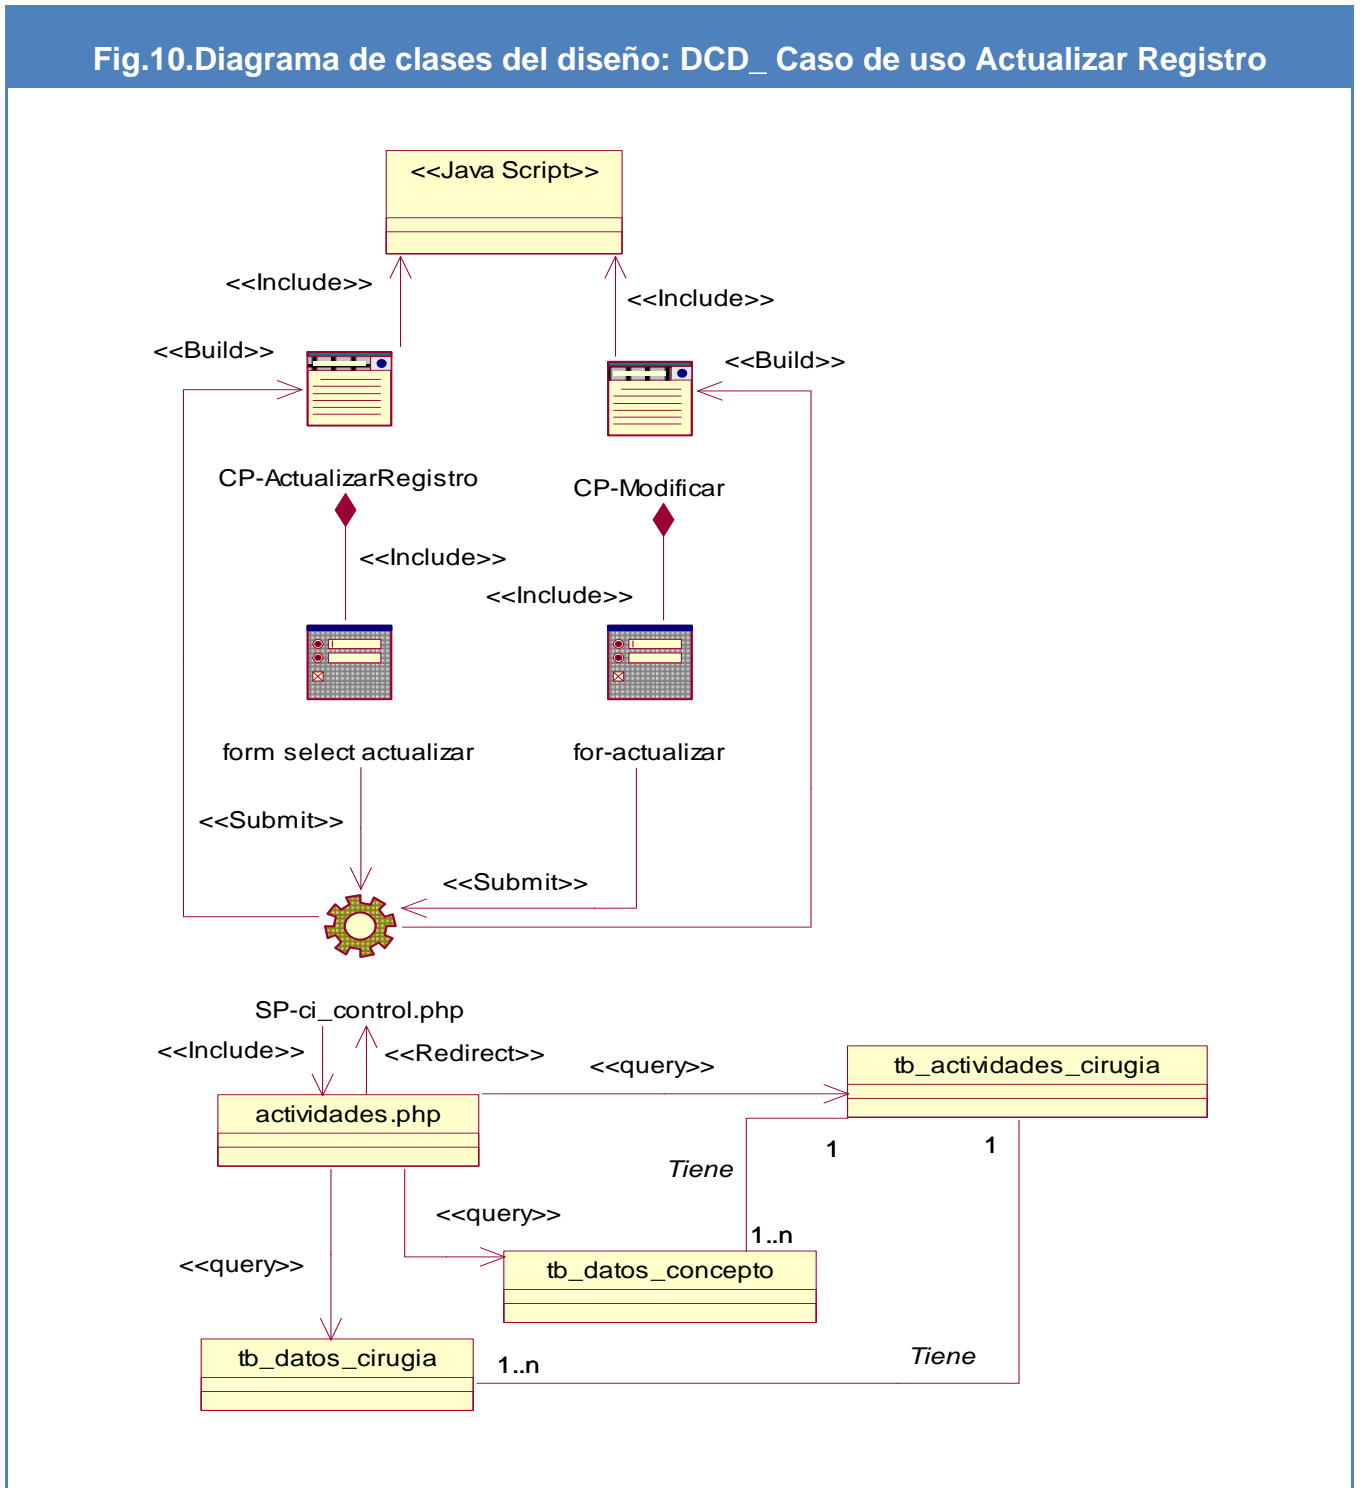 Fig.10.Diagrama de clases del diseño: DCD_ Caso de uso Actualizar Registro
<<Java Script>>
<<Include>>
<<Include>>
<<Build>>
<<Build>>
CP-ActualizarRegistro
CP-Modificar
<<Include>>
<<Include>>
form select actualizar
for-actualizar
<<Submit>>
<<Submit>>
SP-ci_control.php
<<Include>>
<<Redirect>>
<<query>>
tb_actividades_cirugia
actividades.php
1
1
Tiene
<<query>>
1..n
<<query>>
tb_datos_concepto
tb_datos_cirugia
1..n
Tiene